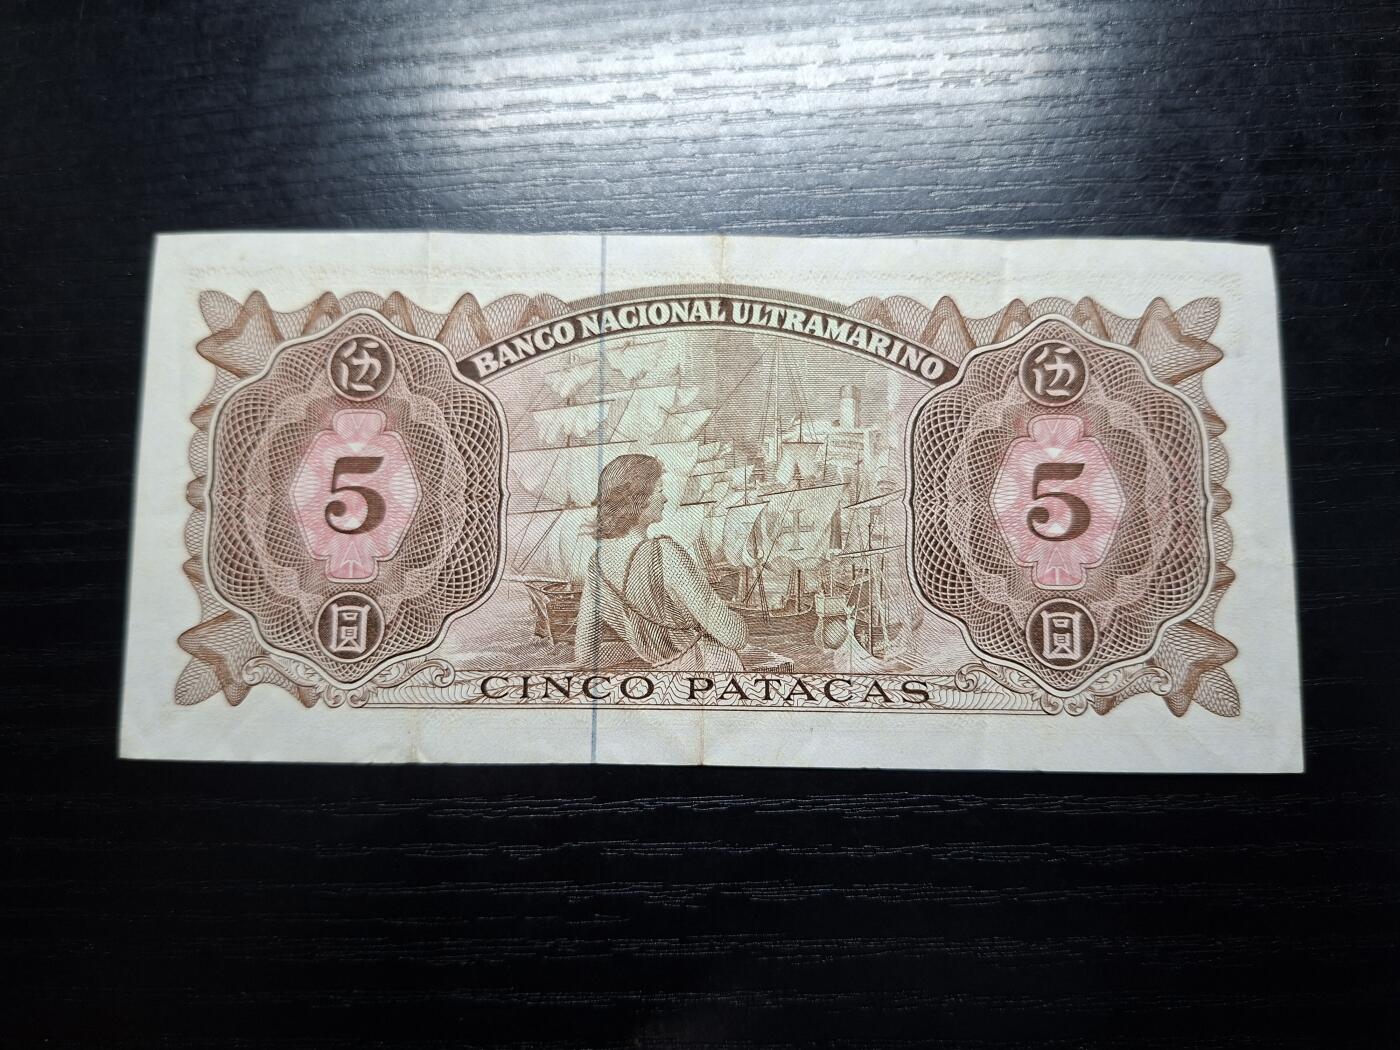 BANCO NACIONAL ULTRAMARINO
伍
5
圓
伍
5
圓
CINCO PATACAS